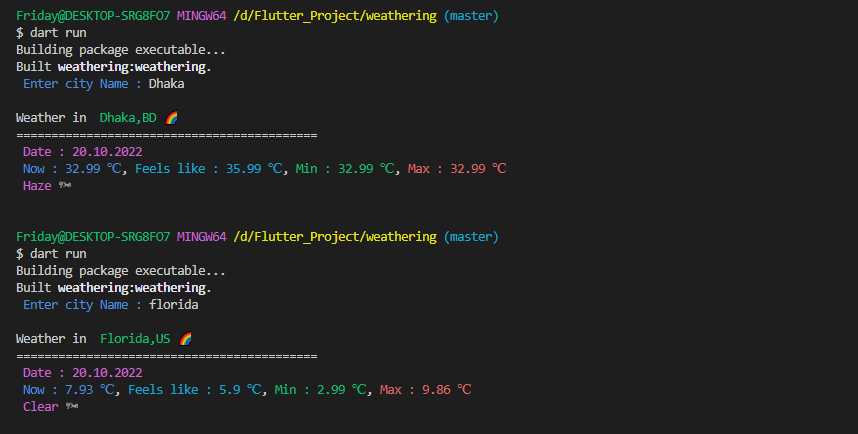 Friday@DESKTOP-SRG8FO7 MINGW64 /d/Flutter_Project/weathering (master)
$ dart run
Building package executable...
Built weathering:weathering.
Enter city Name : Dhaka
Weather in  Dhaka,BD 🌈
===========================================
Date : 20.10.2022
Now : 32.99 ℃, Feels like : 35.99 ℃, Min : 32.99 ℃, Max : 32.99 ℃
Haze 🌬
Friday@DESKTOP-SRG8FO7 MINGW64 /d/Flutter_Project/weathering (master)
$ dart run
Building package executable...
Built weathering:weathering.
Enter city Name : florida
Weather in  Florida,US 🌈
===========================================
Date : 20.10.2022
Now : 7.93 ℃, Feels like : 5.9 ℃, Min : 2.99 ℃, Max : 9.86 ℃
Clear 🌬